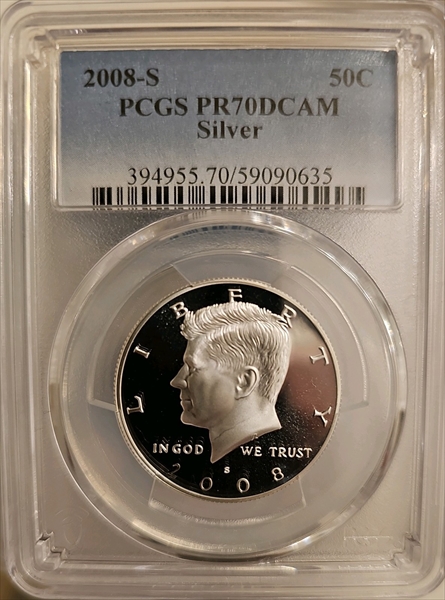 2008-S 50C
PCGS PR70DCAM
Silver
394955.70/59090635
LIBERTY
IN GOD WE TRUST
S
2008